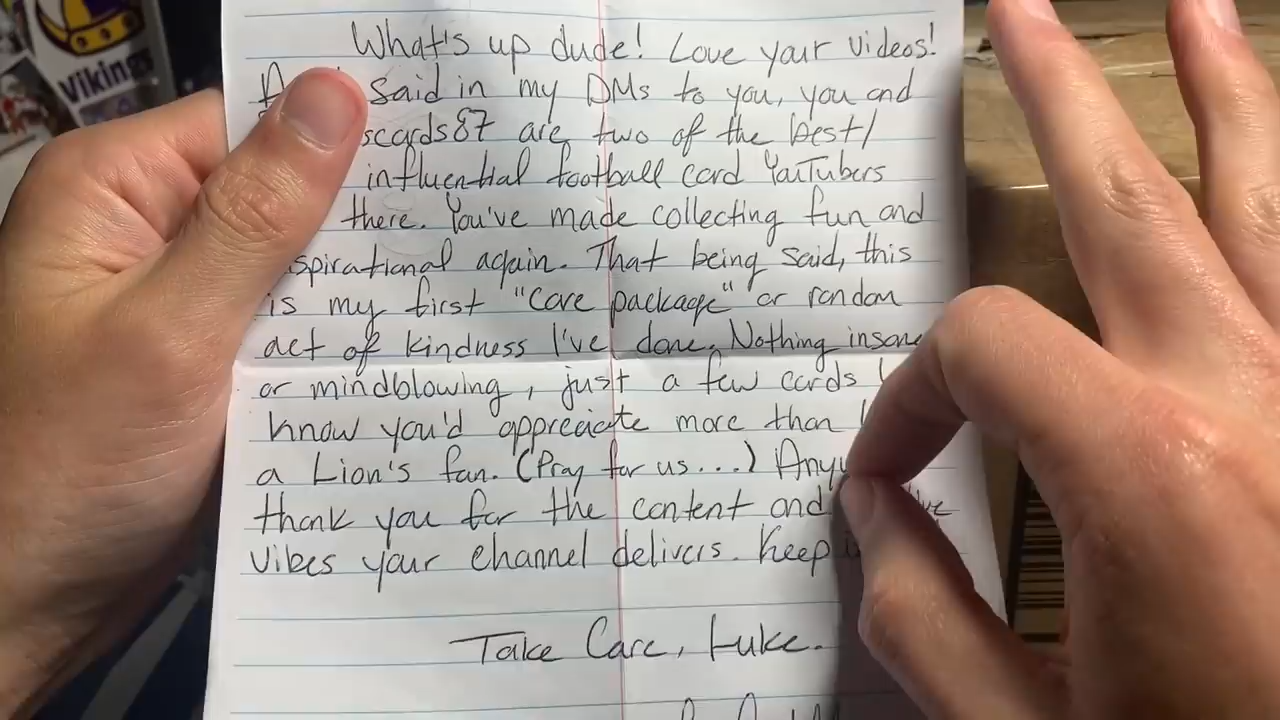 Vikings
What's up dude! Love your videos!
said in my DMs to you, you and
scards87 are two of the best/
influential football card YouTubers
there. You've made collecting fun and
spirational again. That being said, this
is my first "care package" or random
act of kindness I've done. Nothing insane
or mindblowing, just a few cards I
know you'd appreciate more than
a Lion's fan. (Pray for us...)
thank you for the content and
vibes your channel delivers. Keep
Take Care, Luke.